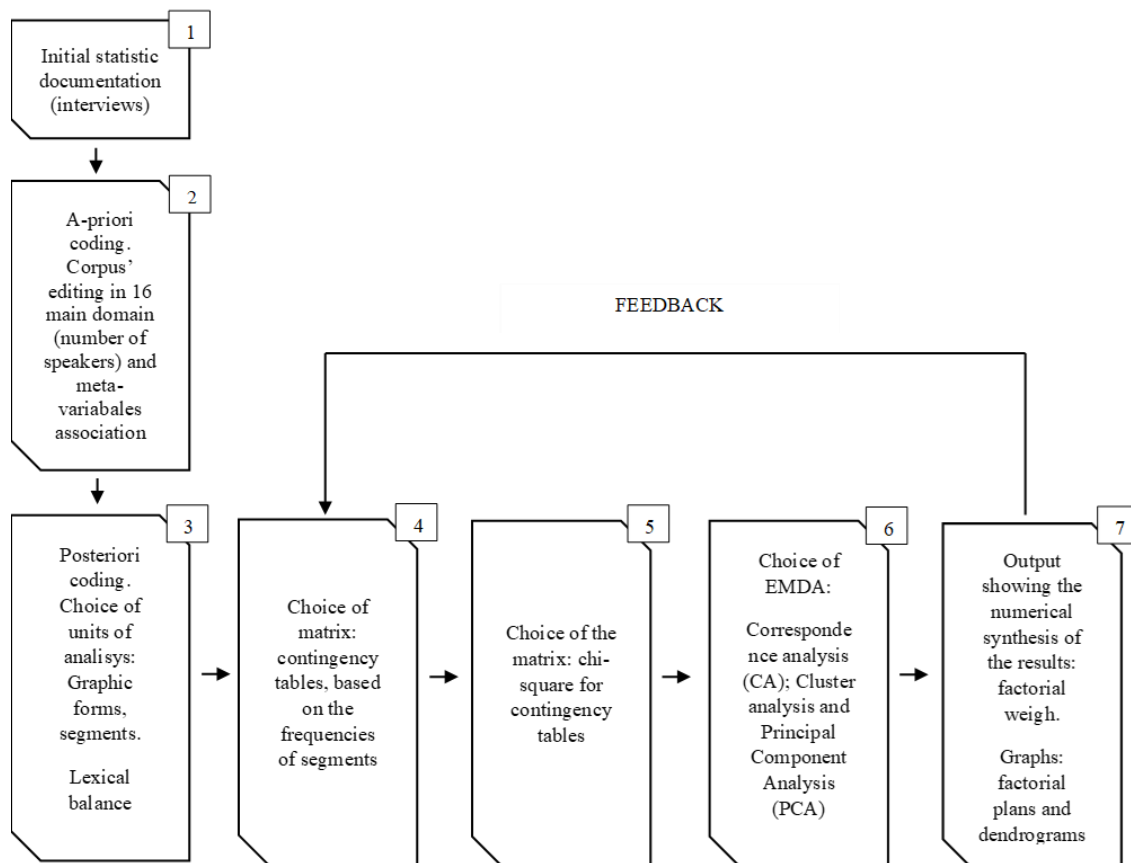 1
Initial statistic
documentation
(interviews)
2
A-priori
coding.
Corpus’
editing in 16
main domain
(number of
speakers) and
meta-
variabales
association
FEEDBACK
3
Posteriori
coding.
Choice of
units of
analisys:
Graphic
forms,
segments.
Lexical
balance
4
Choice of
matrix:
contingency
tables, based
on the
frequencies
of segments
5
Choice of the
matrix: chi-
square for
contingency
tables
6
Choice of
EMDA:
Corresponde
nce analysis
(CA); Cluster
analysis and
Principal
Component
Analysis
(PCA)
7
Output
showing the
numerical
synthesis of
the results:
factorial
weigh.
Graphs:
factorial
plans and
dendrograms